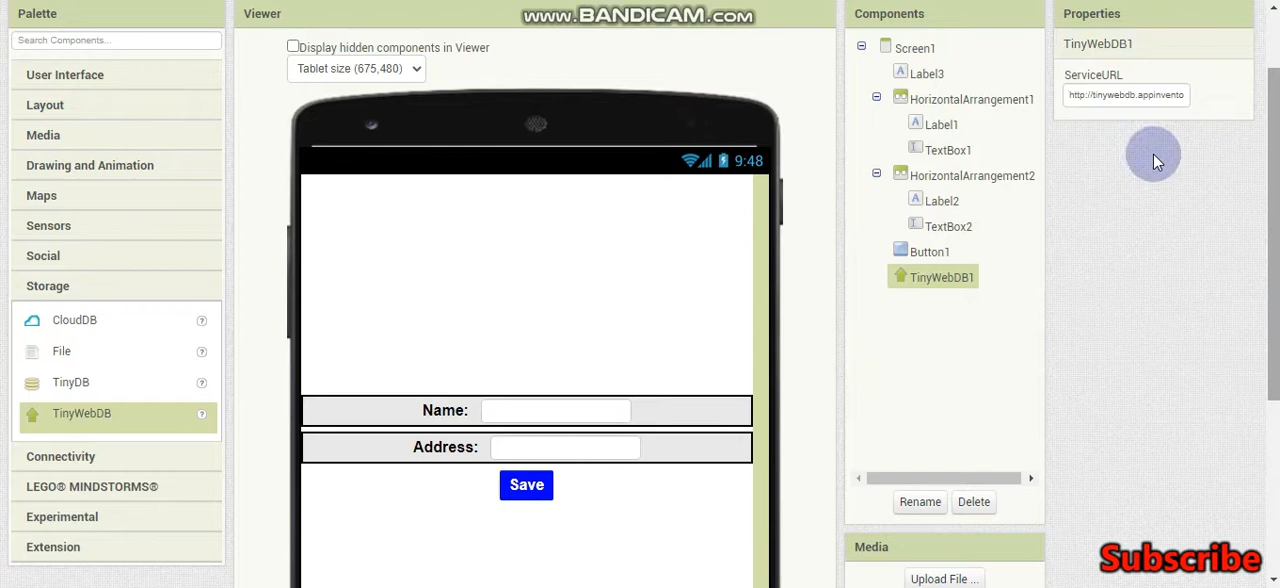 Palette
Search Components...
User Interface
Layout
Media
Drawing and Animation
Maps
Sensors
Social
Storage
CloudDB ?
File ?
TinyDB ?
TinyWebDB ?
Connectivity
LEGO® MINDSTORMS®
Experimental
Extension
Viewer
www.BANDICAM.com
Display hidden components in Viewer
Tablet size (675,480)
9:48
Name:
Address:
Save
Components
Screen1
Label3
HorizontalArrangement1
Label1
TextBox1
HorizontalArrangement2
Label2
TextBox2
Button1
TinyWebDB1
Rename Delete
Media
Upload File ...
Properties
TinyWebDB1
ServiceURL
http://tinywebdb.appinvento
Subscribe